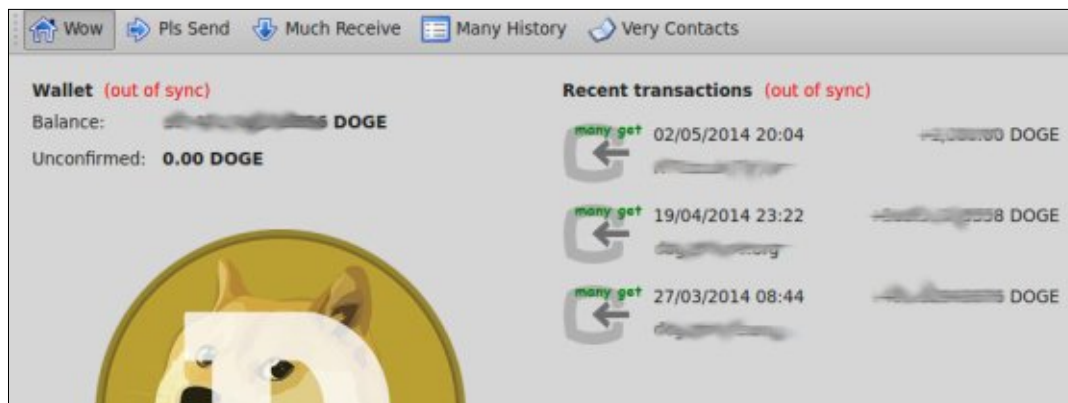 Wow Pls Send Much Receive Many History Very Contacts
Wallet (out of sync)
Balance: DOGE
Unconfirmed: 0.00 DOGE
Recent transactions (out of sync)
many get 02/05/2014 20:04 DOGE
many get 19/04/2014 23:22 DOGE
many get 27/03/2014 08:44 DOGE